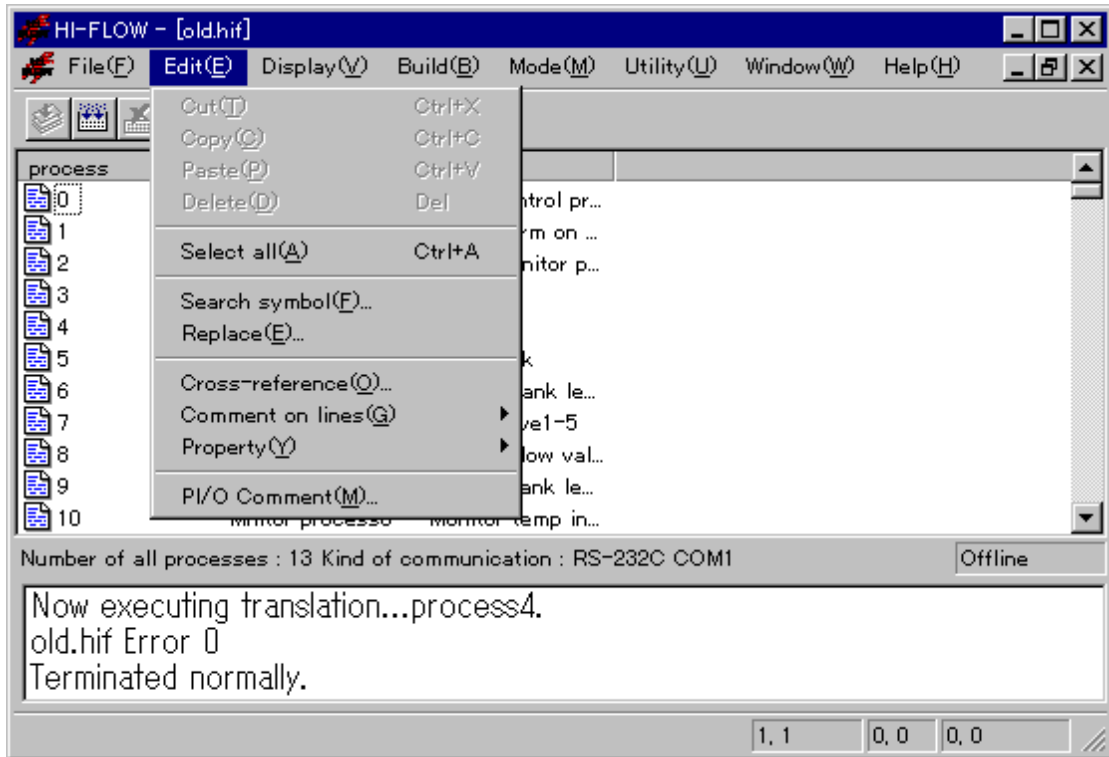 HI-FLOW - [old.hif]
File(F) Edit(E) Display(V) Build(B) Mode(M) Utility(U) Window(W) Help(H)
Cut(T) Ctrl+X
Copy(C) Ctrl+C
Paste(P) Ctrl+V
Delete(D) Del
Select all(A) Ctrl+A
Search symbol(F)...
Replace(E)...
Cross-reference(O)...
Comment on lines(G)
Property(Y)
PI/O Comment(M)...
process
0 ntrol pr...
1 rm on ...
2 nitor p...
3
4
5 k
6 ank le...
7 ve1-5
8 low val...
9 ank le...
10 temp in...
Number of all processes : 13 Kind of communication : RS-232C COM1 Offline
Now executing translation...process4.
old.hif Error 0
Terminated normally.
1, 1 0, 0 0, 0